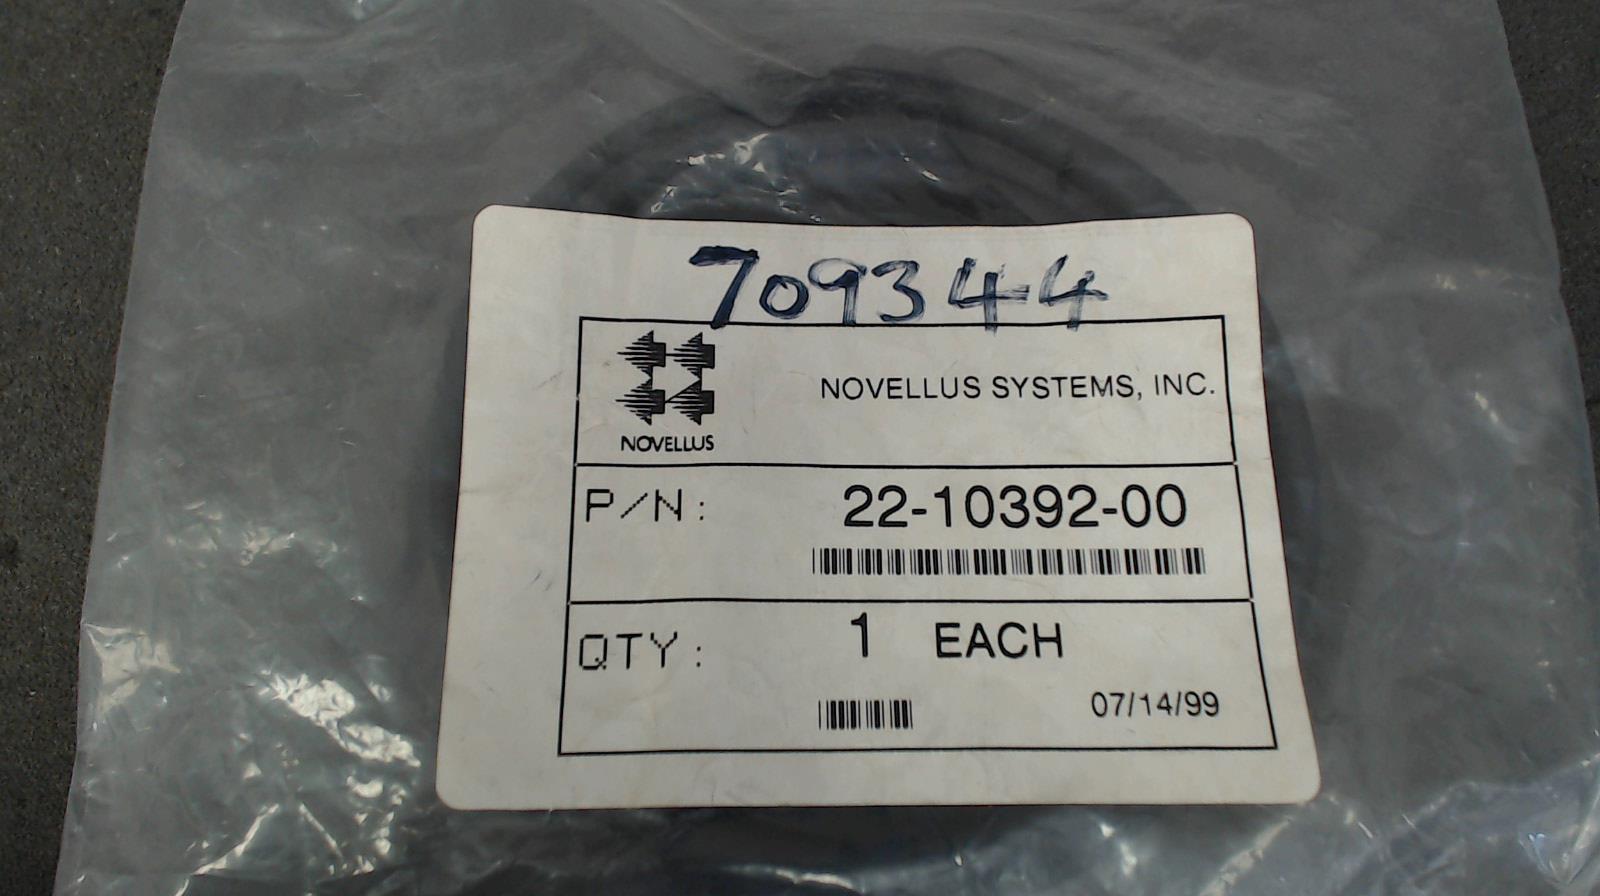 709344
NOVELLUS
NOVELLUS SYSTEMS, INC.
P/N: 22-10392-00
QTY: 1 EACH
07/14/99